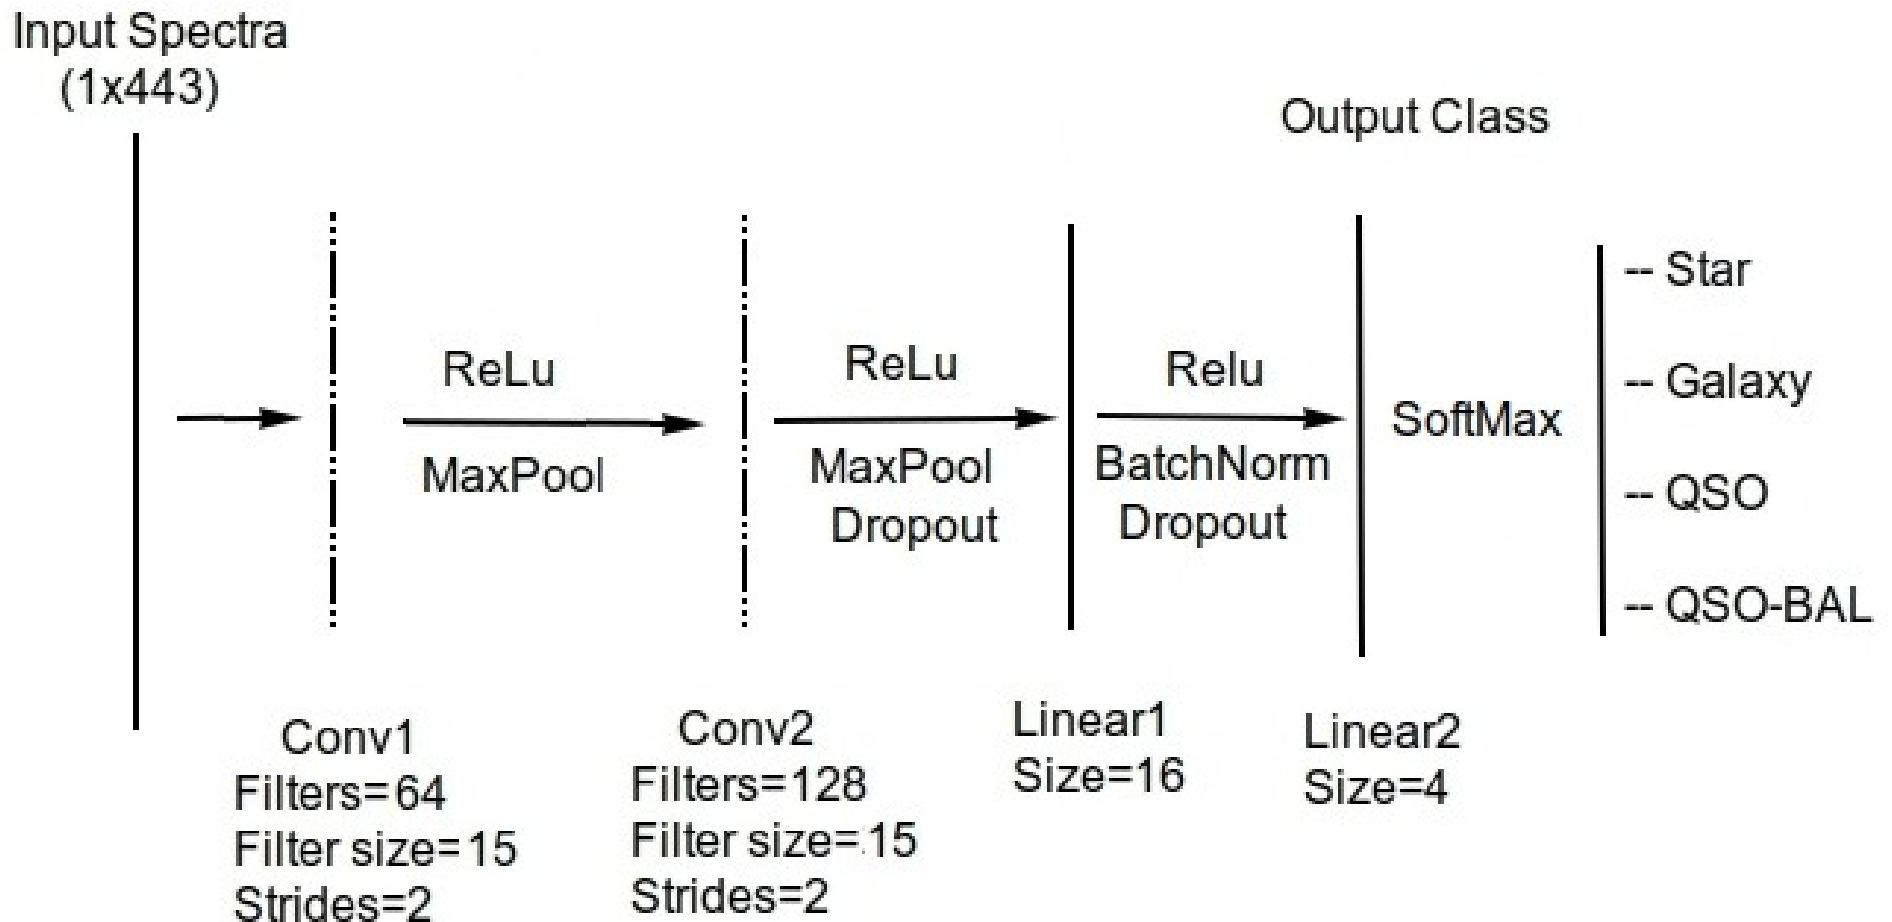 Input Spectra
(1x443)
Output Class
ReLu
MaxPool
ReLu
MaxPool
Dropout
Relu
BatchNorm
Dropout
SoftMax
-- Star
-- Galaxy
-- QSO
-- QSO-BAL
Conv1
Filters=64
Filter size=15
Strides=2
Conv2
Filters=128
Filter size=15
Strides=2
Linear1
Size=16
Linear2
Size=4